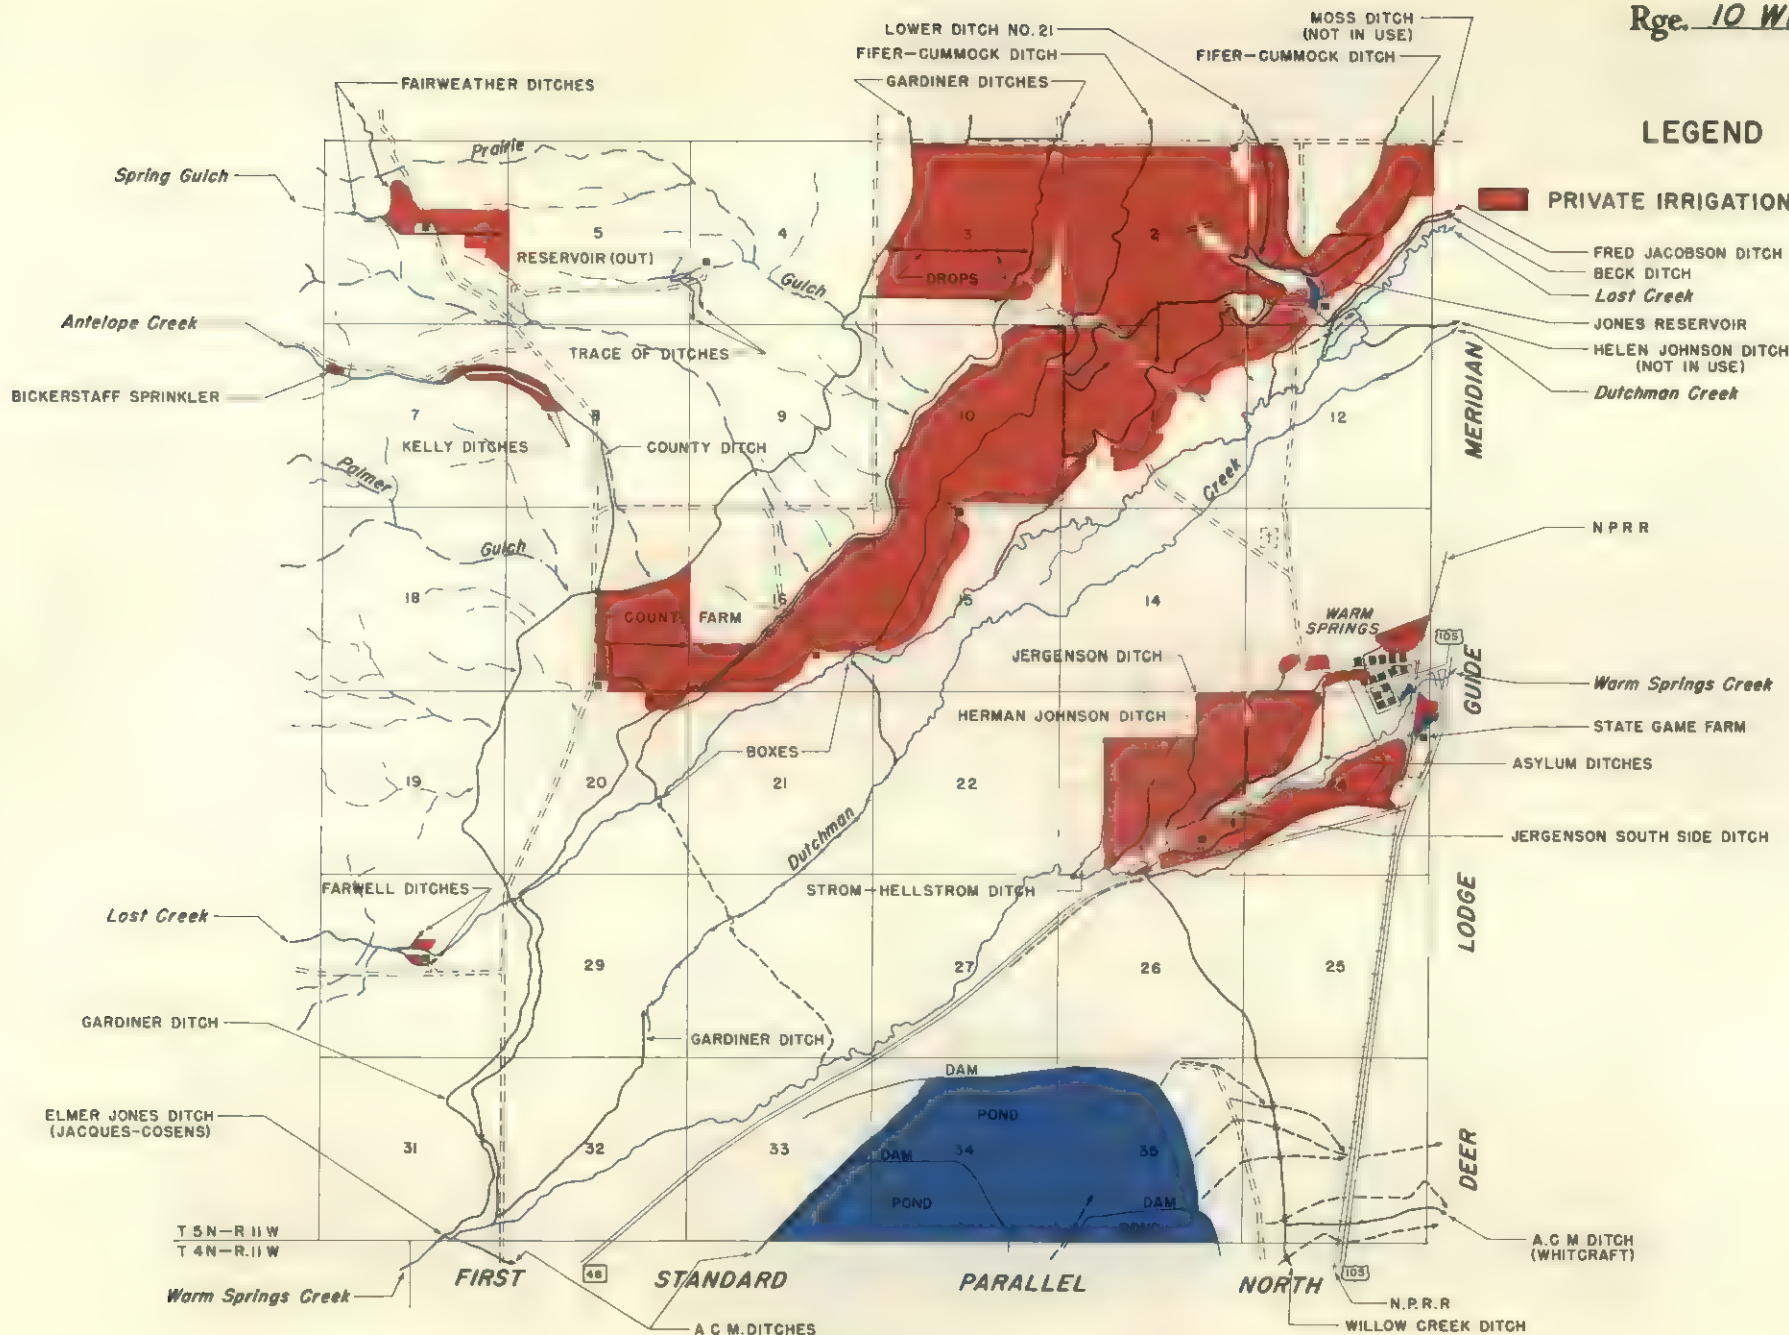 Rge. 10 W
LOWER DITCH NO. 21
MOSS DITCH
(NOT IN USE)
FIFER-CUMMOCK DITCH
FIFER-CUMMOCK DITCH
FAIRWEATHER DITCHES
GARDINER DITCHES
LEGEND
PRIVATE IRRIGATION
Prairie
Spring Gulch
5
4
3
2
RESERVOIR (OUT)
Gulch
DROPS
FRED JACOBSON DITCH
BECK DITCH
Lost Creek
JONES RESERVOIR
HELEN JOHNSON DITCH
(NOT IN USE)
Dutchman Creek
Antelope Creek
TRACE OF DITCHES
BICKERSTAFF SPRINKLER
7
8
9
10
12
KELLY DITCHES
COUNTY DITCH
MERIDIAN
Palmer
Gulch
Creek
N P R R
18
COUNT FARM
16
15
14
WARM
SPRINGS
105
JERGENSON DITCH
GUIDE
Warm Springs Creek
HERMAN JOHNSON DITCH
STATE GAME FARM
BOXES
ASYLUM DITCHES
19
20
21
22
Dutchman
JERGENSON SOUTH SIDE DITCH
FARWELL DITCHES
STROM-HELLSTROM DITCH
Lost Creek
LODGE
29
27
26
25
GARDINER DITCH
GARDINER DITCH
DAM
POND
ELMER JONES DITCH
(JACQUES-COSENS)
31
32
33
34
35
DAM
POND
DAM
DEER
T 5N-R.11W
T 4N-R.11W
A.C M DITCH
(WHITCRAFT)
FIRST
48
STANDARD
PARALLEL
NORTH
105
Warm Springs Creek
N.P.R.R
A C M. DITCHES
WILLOW CREEK DITCH